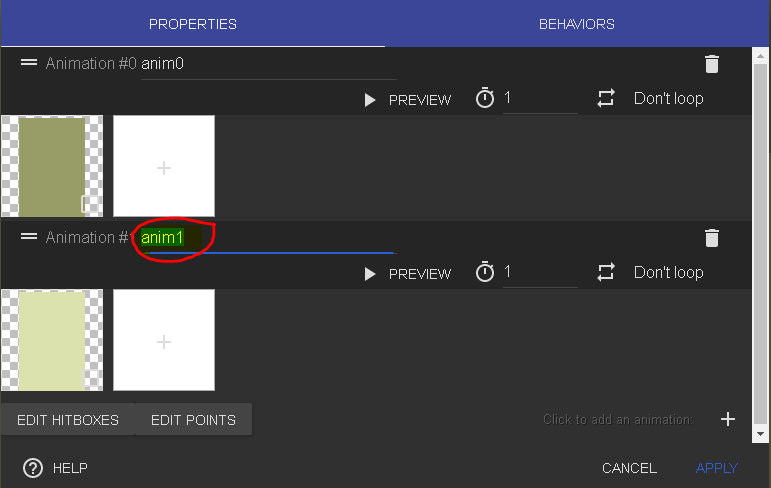 PROPERTIES BEHAVIORS
Animation #0 anim0
PREVIEW 1 Don't loop
Animation #1 anim1
PREVIEW 1 Don't loop
EDIT HITBOXES EDIT POINTS Click to add an animation:
HELP CANCEL APPLY